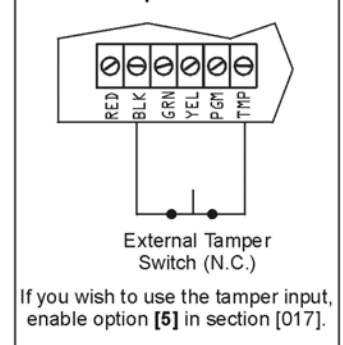 RED BLK GRN YEL PGM TMP
External Tamper
Switch (N.C.)
If you wish to use the tamper input,
enable option [5] in section [017].